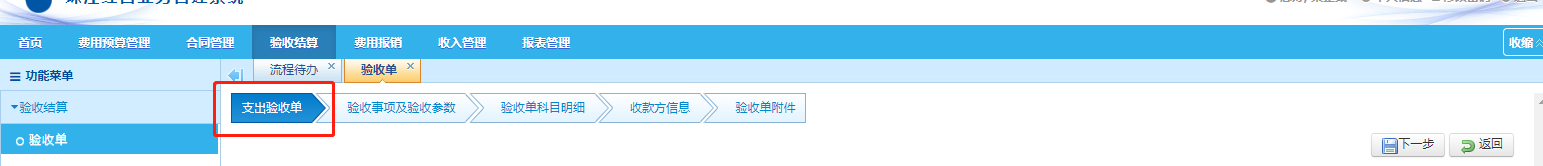 首页 费用预算管理 合同管理 验收结算 费用报销 收入管理 报表管理 收缩
功能菜单 流程待办 验收单
验收结算 支出验收单 验收事项及验收参数 验收单科目明细 收款方信息 验收单附件
验收单 下一步 返回